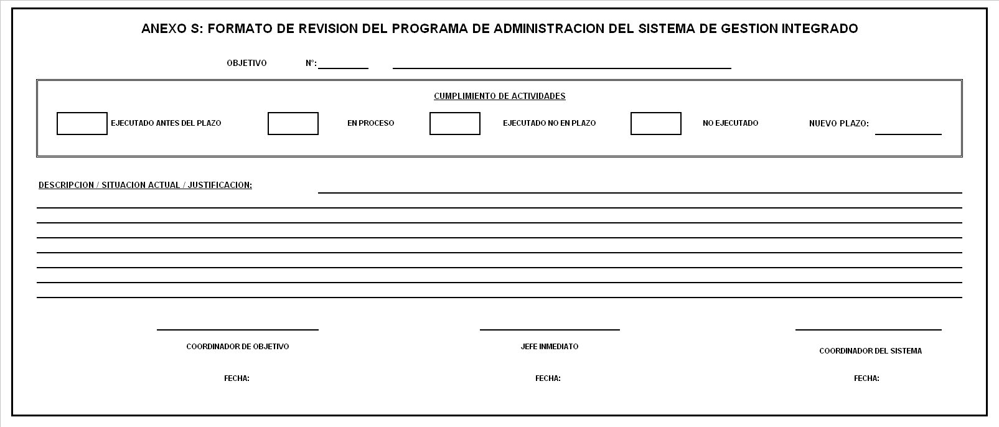 ANEXO S: FORMATO DE REVISION DEL PROGRAMA DE ADMINISTRACION DEL SISTEMA DE GESTION INTEGRADO
OBJETIVO N°:
CUMPLIMIENTO DE ACTIVIDADES
EJECUTADO ANTES DEL PLAZO EN PROCESO EJECUTADO NO EN PLAZO NO EJECUTADO NUEVO PLAZO:
DESCRIPCION / SITUACION ACTUAL / JUSTIFICACION:
COORDINADOR DE OBJETIVO JEFE INMEDIATO COORDINADOR DEL SISTEMA
FECHA: FECHA: FECHA: